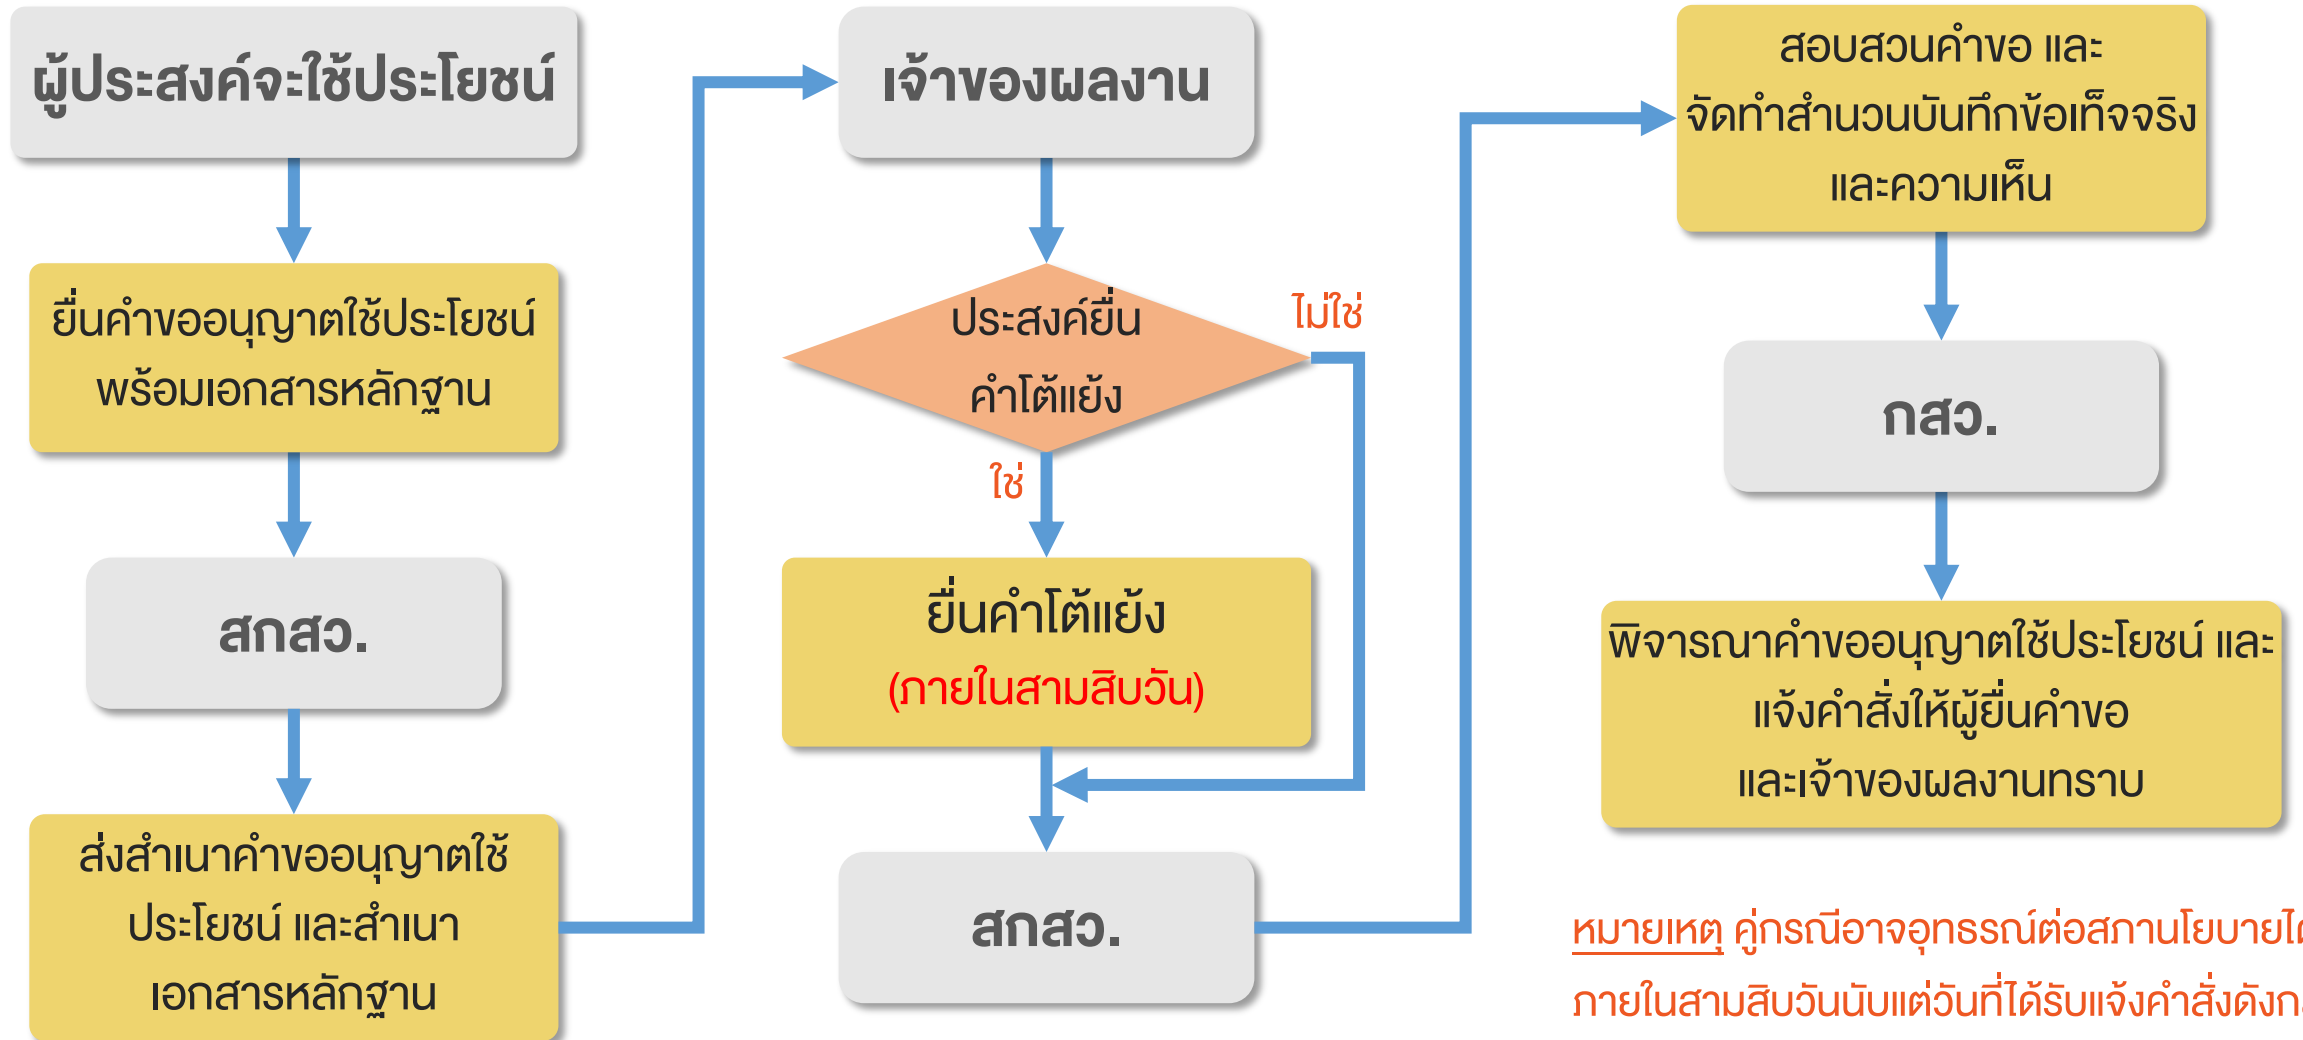 ผู้ประสงค์จะใช้ประโยชน์
ยื่นคำขออนุญาตใช้ประโยชน์
พร้อมเอกสารหลักฐาน
สกสว.
ส่งสำเนาคำขออนุญาตใช้
ประโยชน์ และสำเนา
เอกสารหลักฐาน
เจ้าของผลงาน
ประสงค์ยื่น
คำโต้แย้ง
ไม่ใช่
ใช่
ยื่นคำโต้แย้ง
(ภายในสามสิบวัน)
สกสว.
สอบสวนคำขอ และ
จัดทำสำนวนบันทึกข้อเท็จจริง
และความเห็น
กสว.
พิจารณาคำขออนุญาตใช้ประโยชน์ และ
แจ้งคำสั่งให้ผู้ยื่นคำขอ
และเจ้าของผลงานทราบ
หมายเหตุ คู่กรณีอาจอุทธรณ์ต่อสภานโยบาย
ภายในสามสิบวันนับแต่วันที่ได้รับแจ้งคำสั่ง